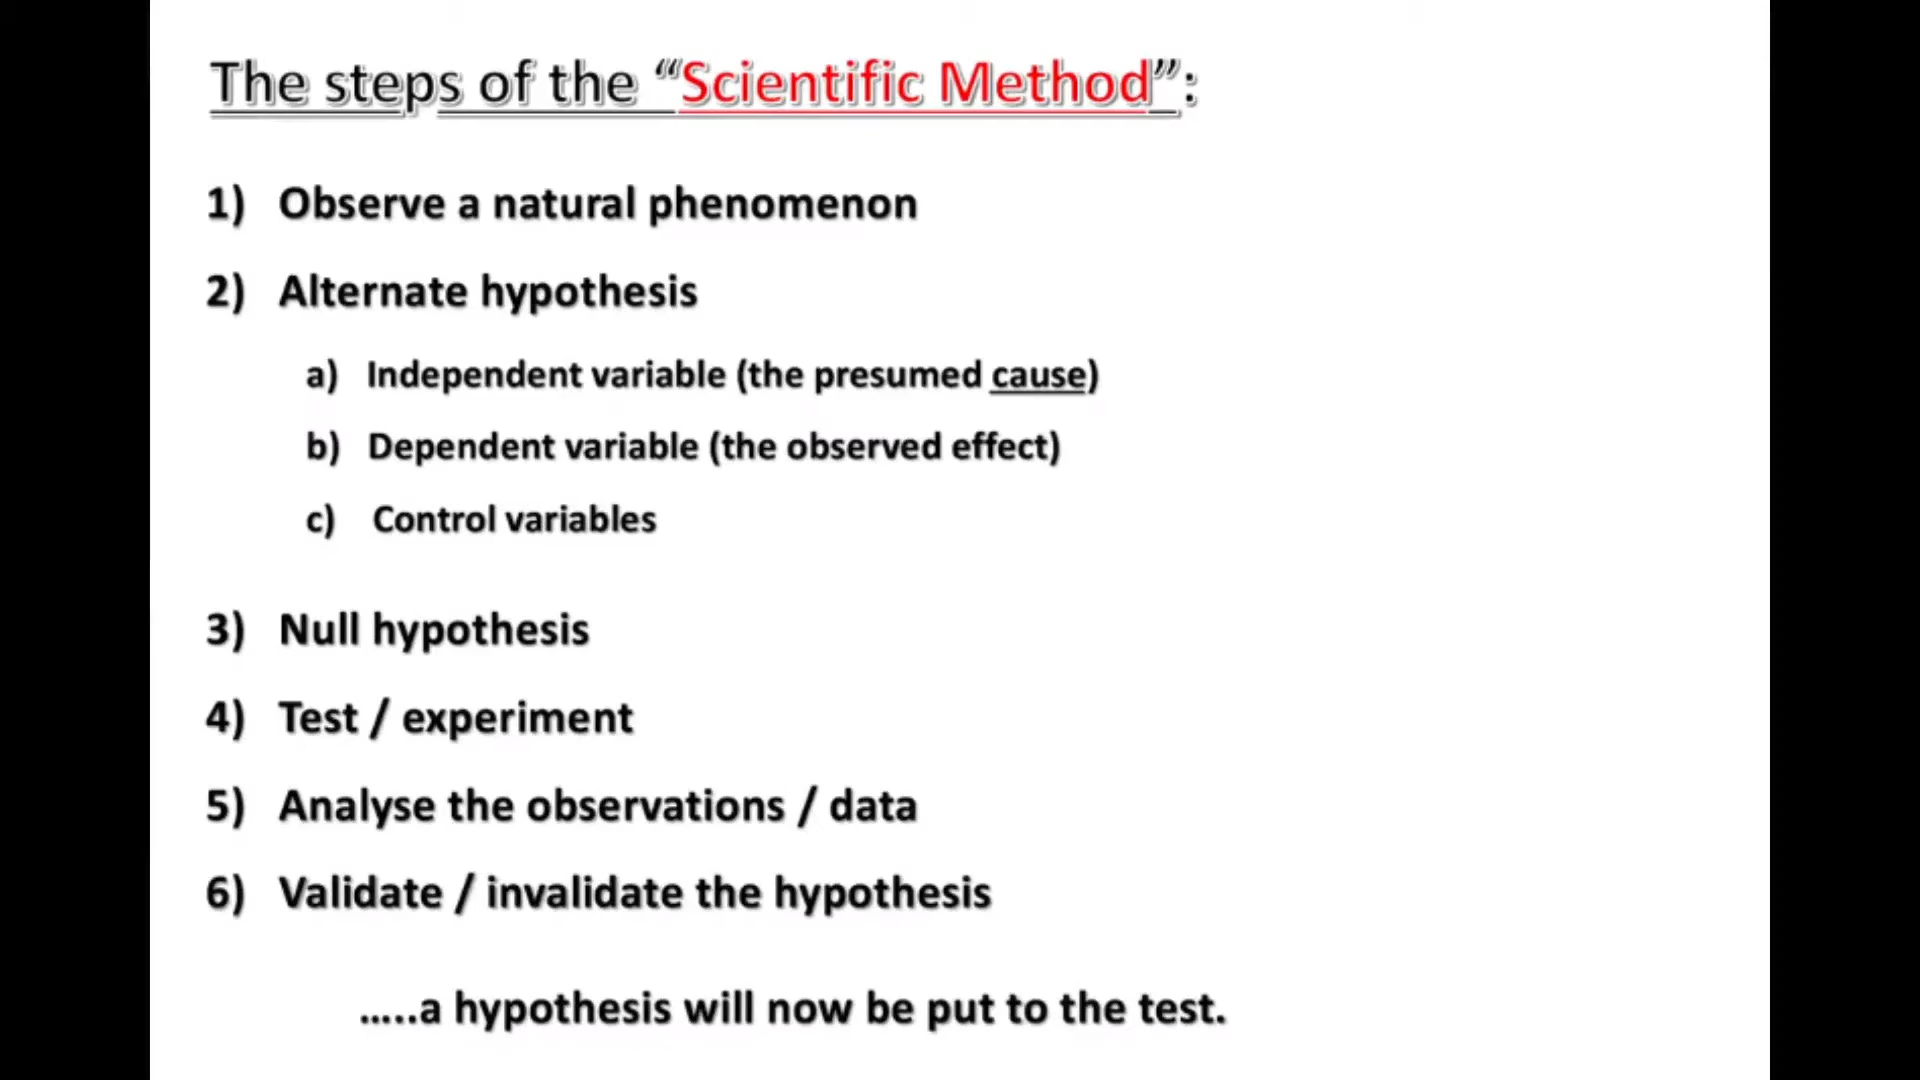 The steps of the “Scientific Method”:
1) Observe a natural phenomenon
2) Alternate hypothesis
a) Independent variable (the presumed cause)
b) Dependent variable (the observed effect)
c) Control variables
3) Null hypothesis
4) Test / experiment
5) Analyse the observations / data
6) Validate / invalidate the hypothesis
…..a hypothesis will now be put to the test.